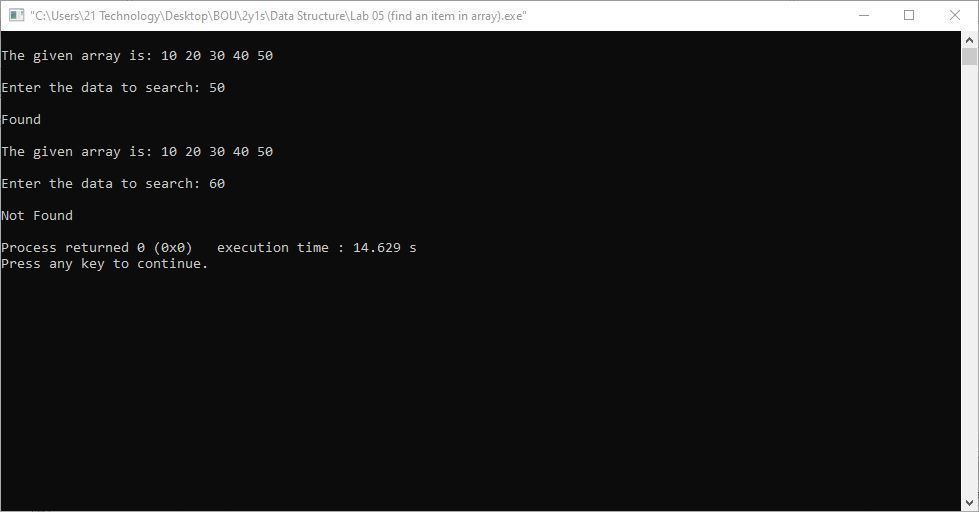 "C:\Users\21 Technology\Desktop\BOU\2y1s\Data Structure\Lab 05 (find an item in array).exe"
The given array is: 10 20 30 40 50
Enter the data to search: 50
Found
The given array is: 10 20 30 40 50
Enter the data to search: 60
Not Found
Process returned 0 (0x0)   execution time : 14.629 s
Press any key to continue.